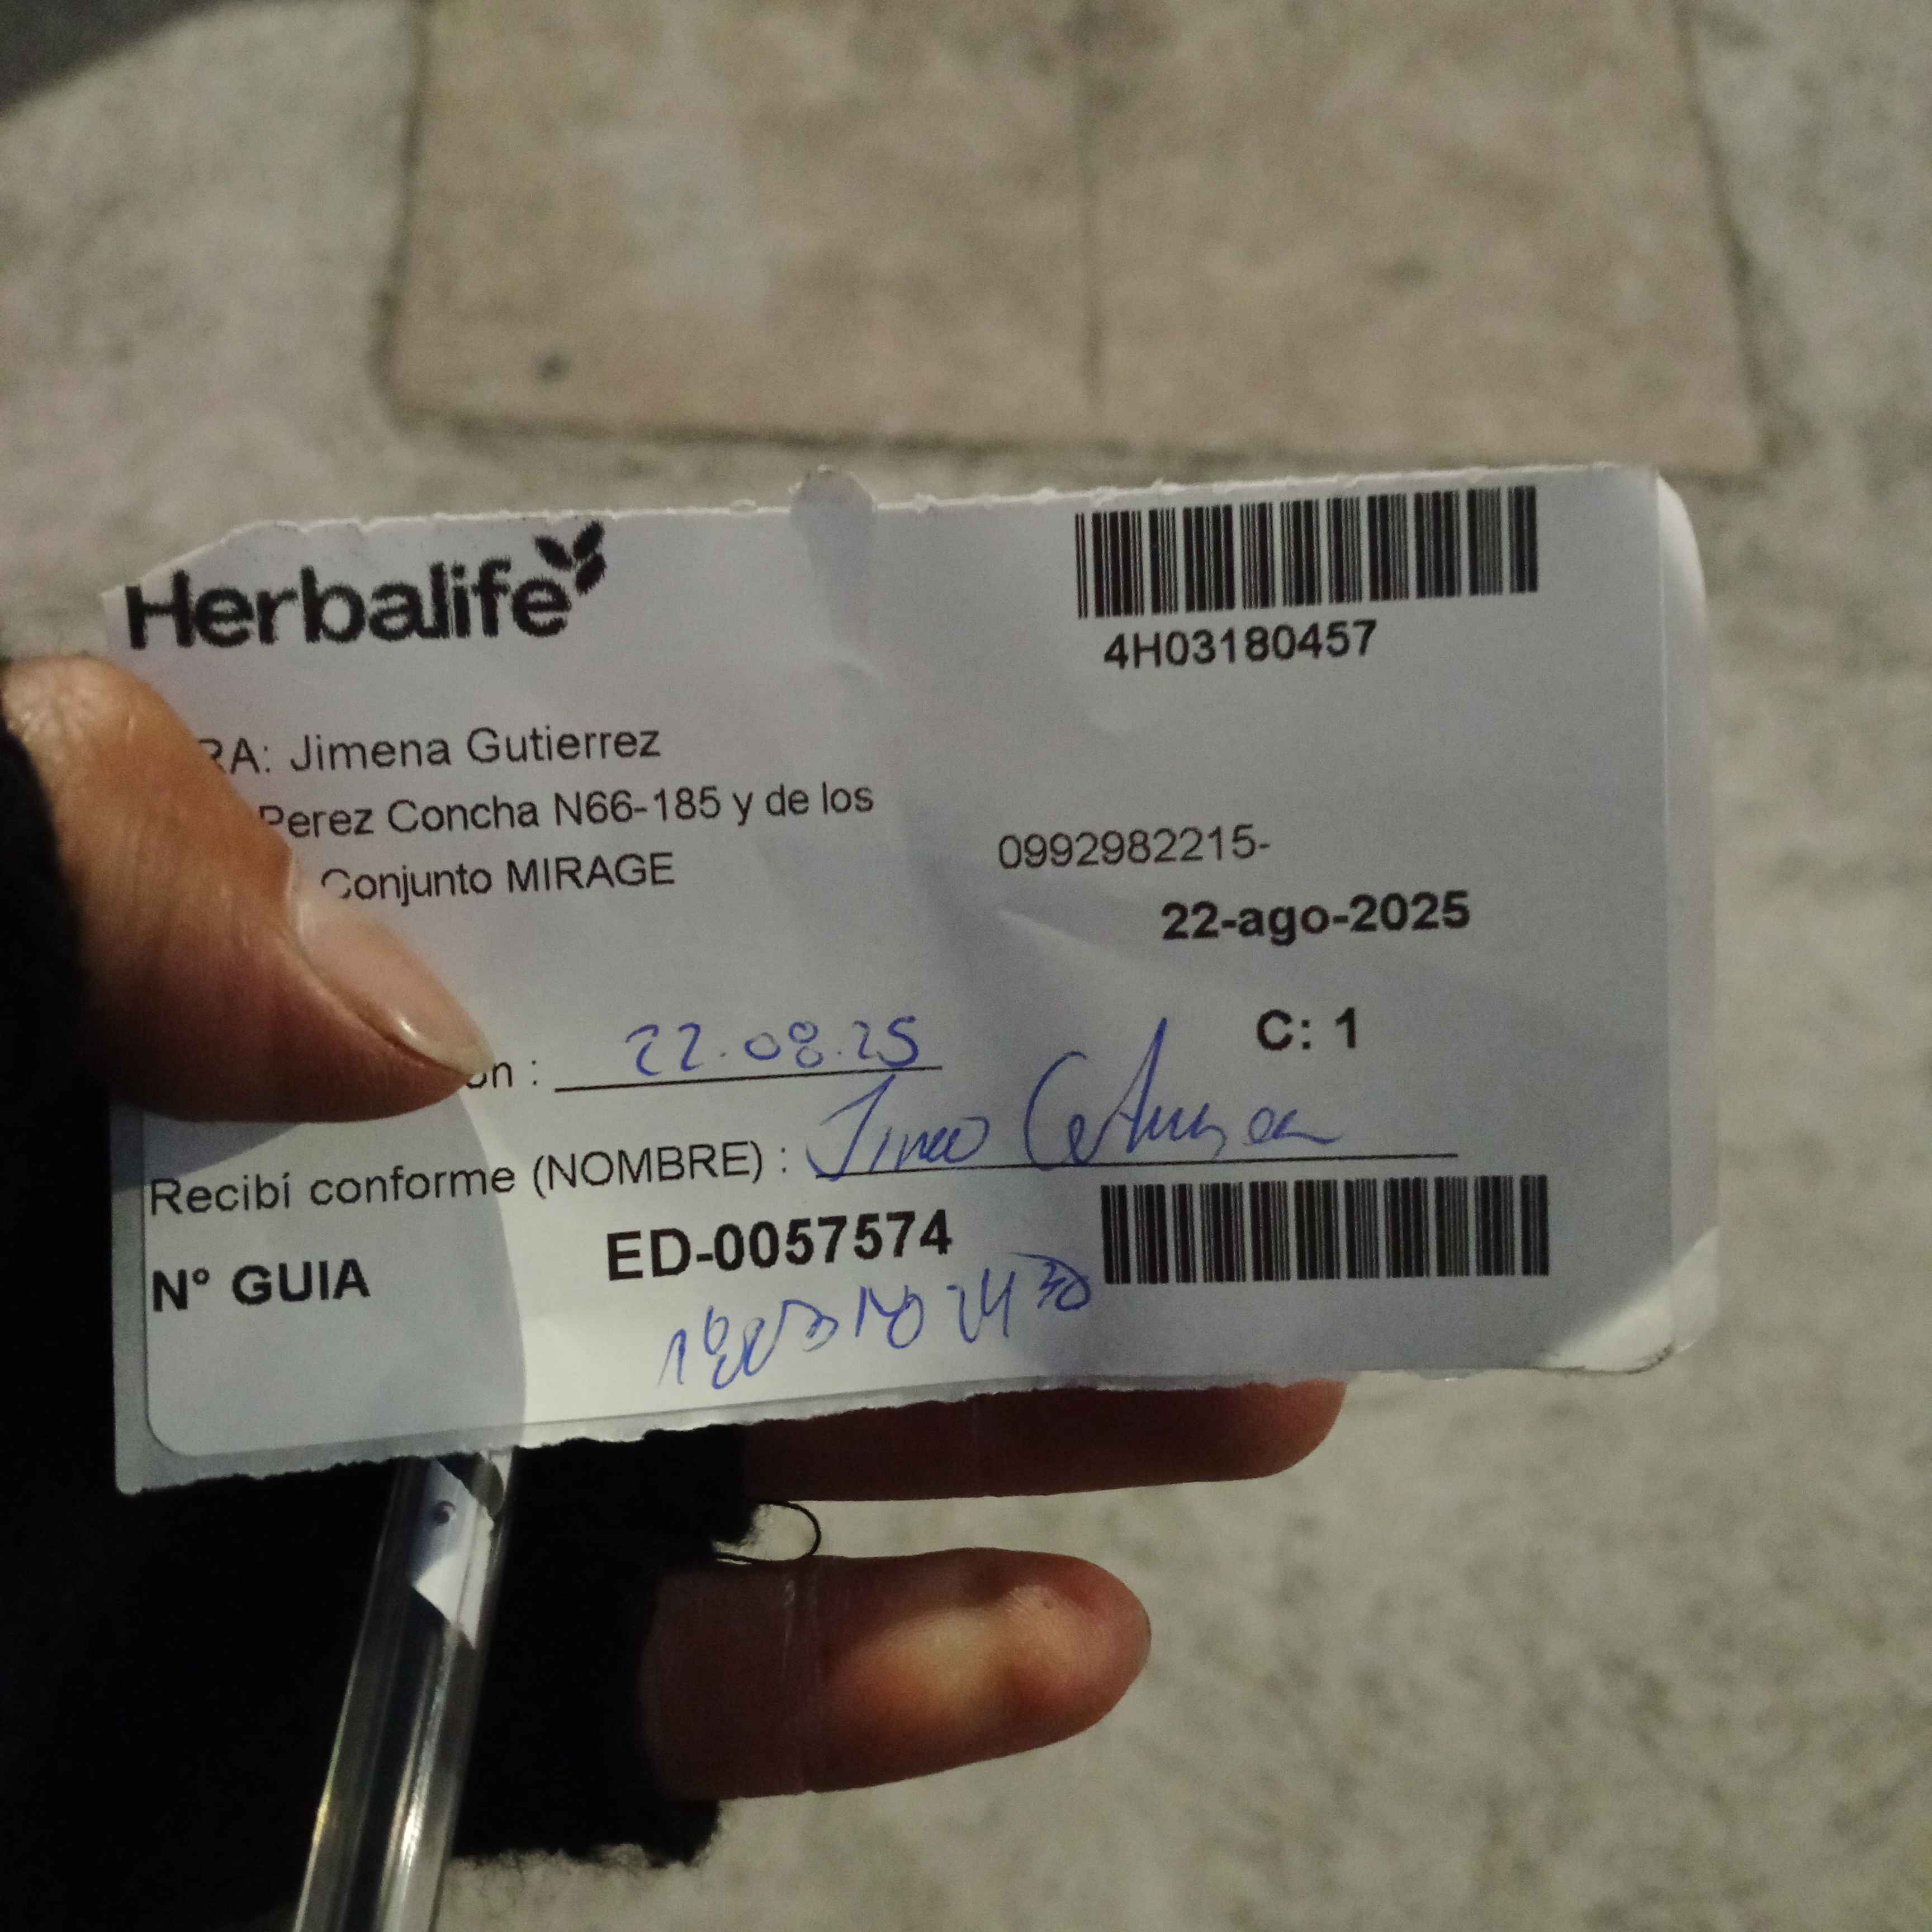 Herbalife
4H03180457
RA: Jimena Gutierrez
Perez Concha N66-185 y de los
Conjunto MIRAGE
0992982215-
22-ago-2025
C: 1
ón : 22.08.25
Recibí conforme (NOMBRE) :
ED-0057574
N° GUIA